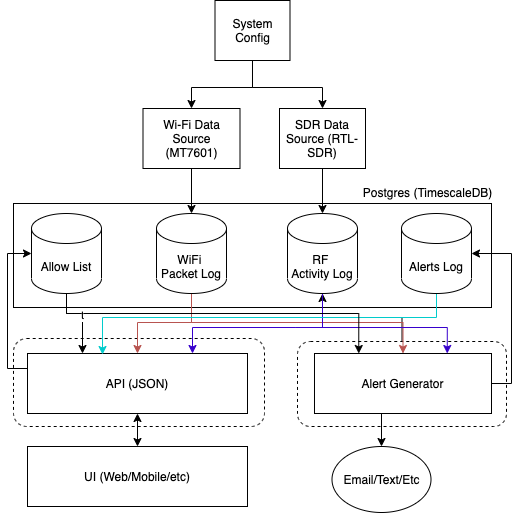 System
Config
Wi-Fi Data
Source
(MT7601)
SDR Data
Source (RTL-
SDR)
Postgres (TimescaleDB)
Allow List
WiFi
Packet Log
RF
Activity Log
Alerts Log
API (JSON)
Alert Generator
UI (Web/Mobile/etc)
Email/Text/Etc